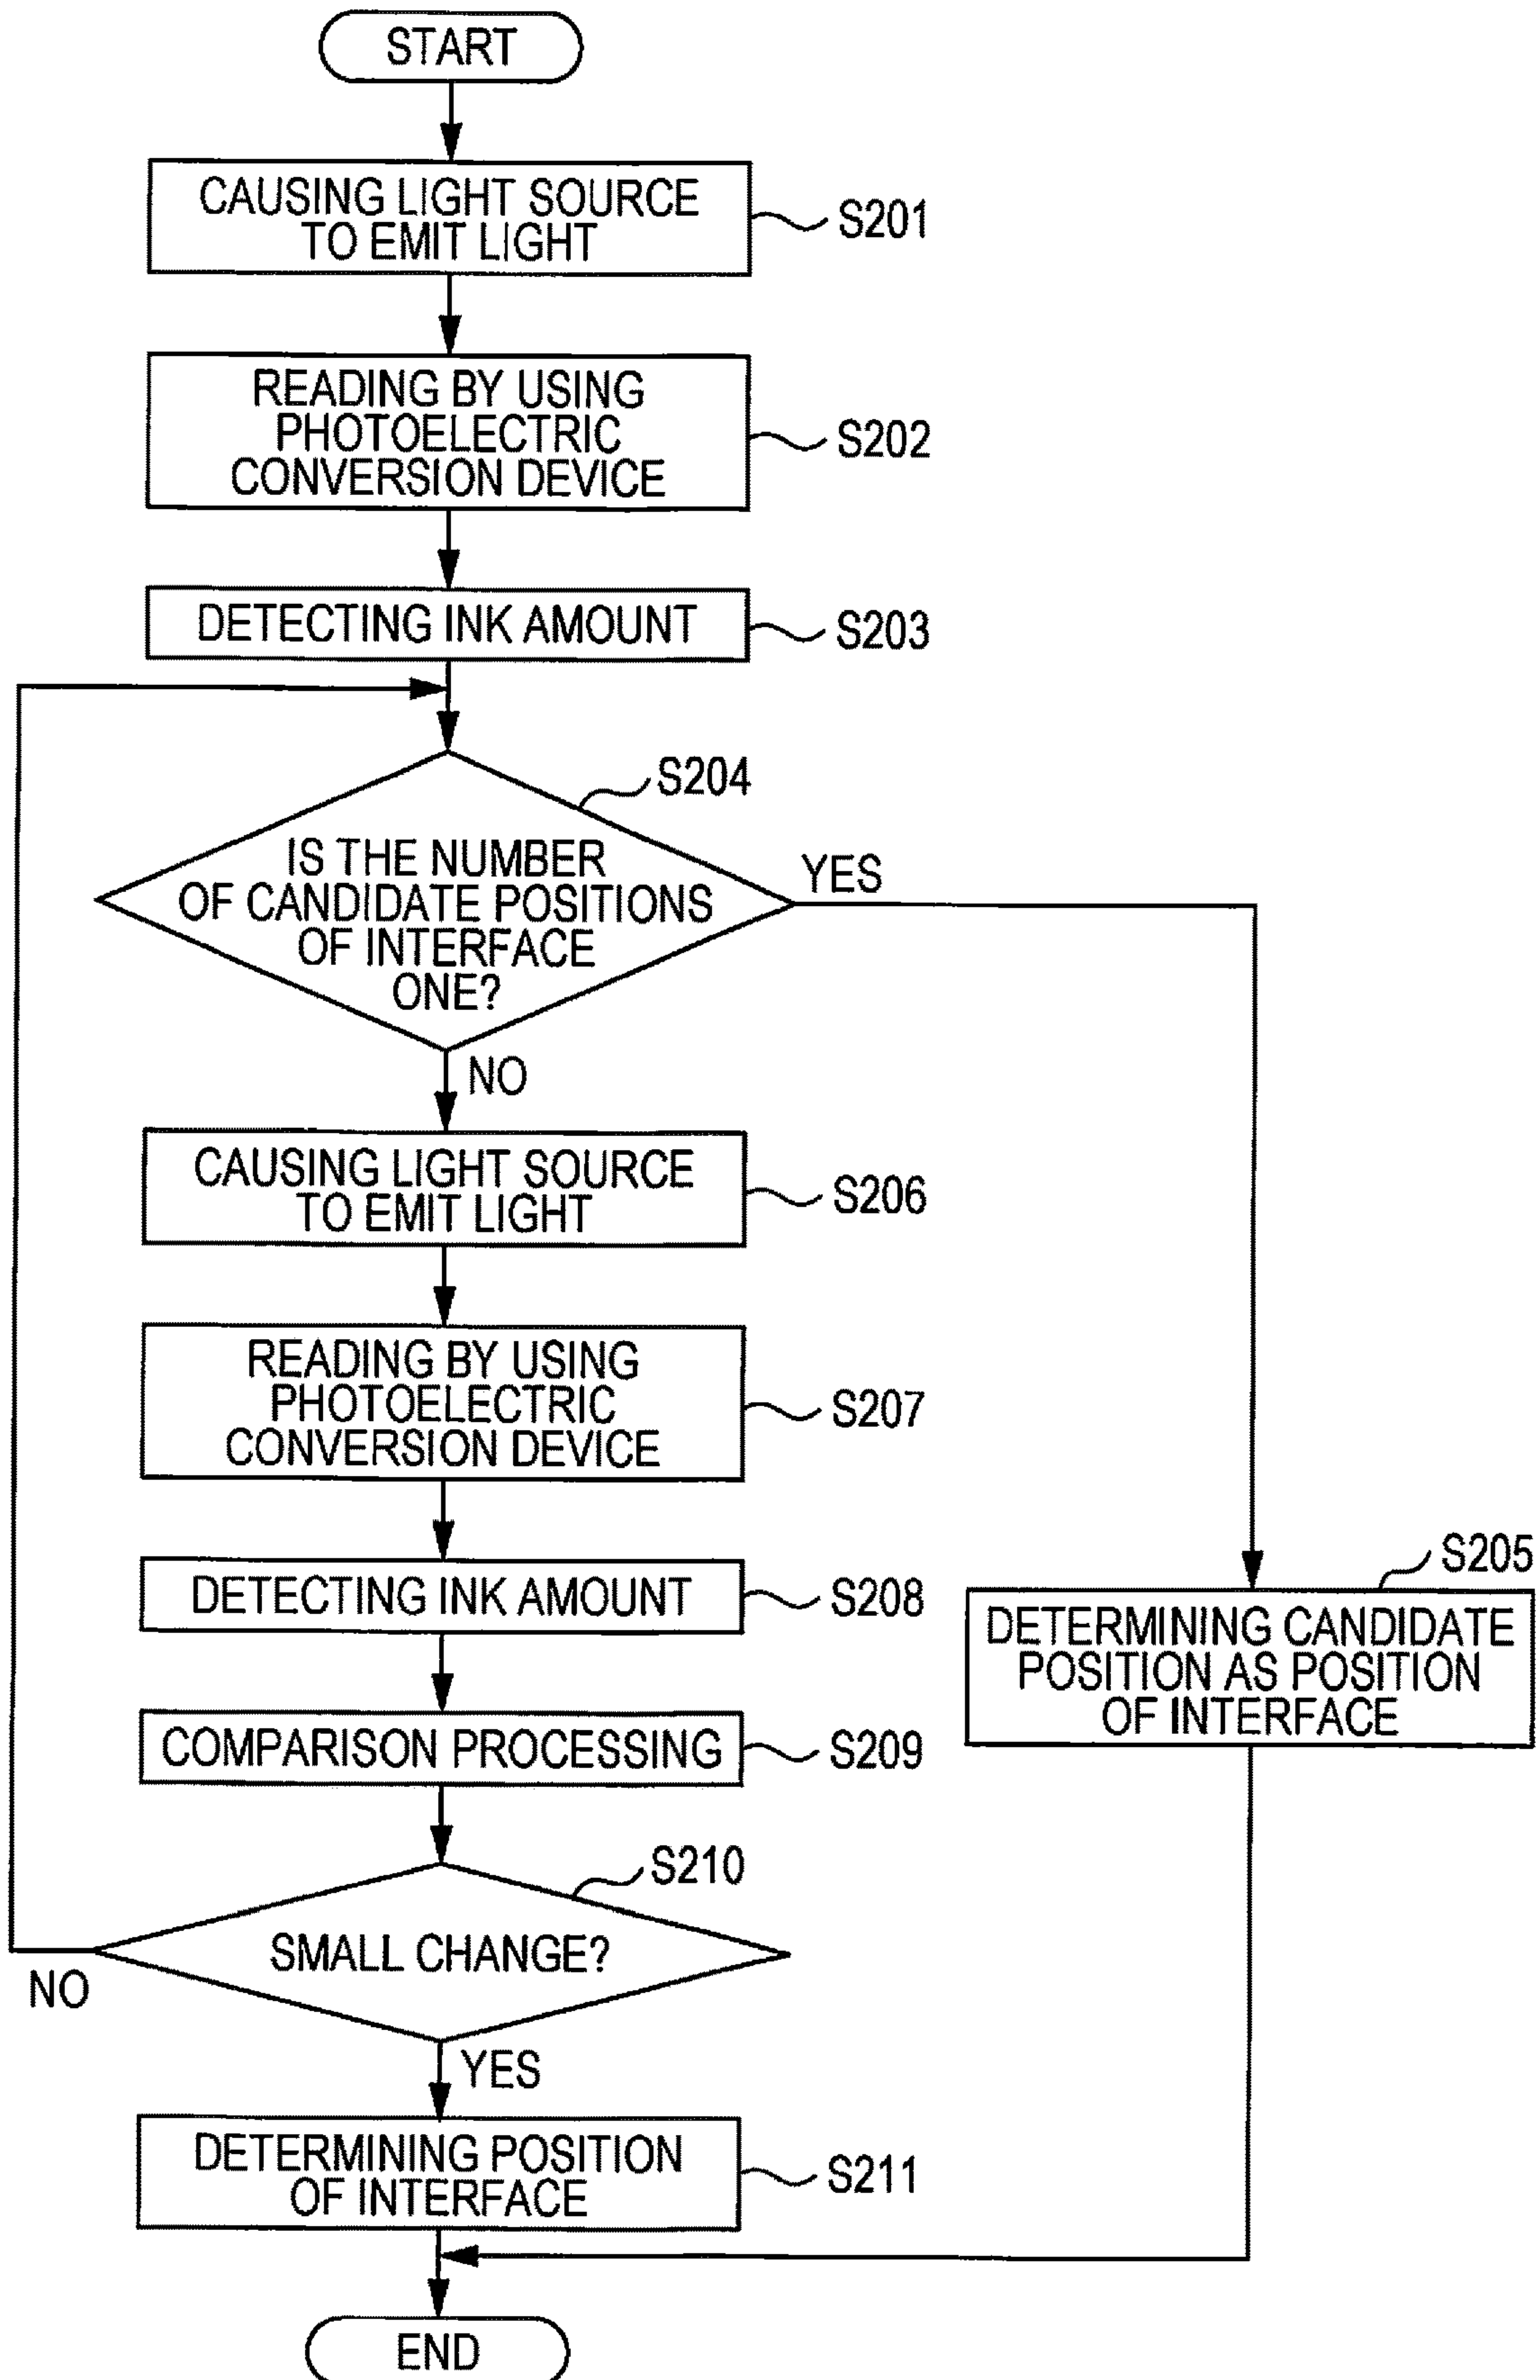 START
CAUSING LIGHT SOURCE
TO EMIT LIGHT
S201
READING BY USING
PHOTOELECTRIC
CONVERSION DEVICE
S202
DETECTING INK AMOUNT
S203
S204
IS THE NUMBER
OF CANDIDATE POSITIONS
OF INTERFACE
ONE?
YES
NO
CAUSING LIGHT SOURCE
TO EMIT LIGHT
S206
READING BY USING
PHOTOELECTRIC
CONVERSION DEVICE
S207
DETECTING INK AMOUNT
S208
S205
DETERMINING CANDIDATE
POSITION AS POSITION
OF INTERFACE
COMPARISON PROCESSING
S209
S210
SMALL CHANGE?
NO
YES
DETERMINING POSITION
OF INTERFACE
S211
END